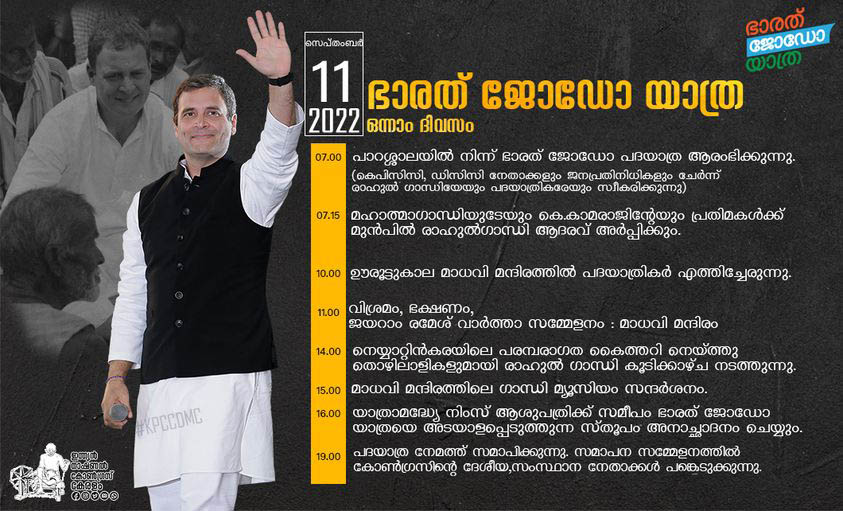 ഭാരത്
ജോഡോ
യാത്ര
സെപ്തംബർ
11
2022
ഭാരത് ജോഡോ യാത്ര
ഒന്നാം ദിവസം
07.00 പാറശ്ശാലയിൽ നിന്ന് ഭാരത് ജോഡോ പദയാത്ര ആരംഭിക്കുന്നു.
(കെപിസിസി, ഡിസിസി നേതാക്കളും ജനപ്രതിനിധികളും ചേർന്ന്
രാഹുൽ ഗാന്ധിയേയും പദയാത്രികരേയും സ്വീകരിക്കുന്നു)
07.15 മഹാത്മാഗാന്ധിയുടേയും കെ.കാമരാജിന്റേയും പ്രതിമകൾക്ക്
മുൻപിൽ രാഹുൽഗാന്ധി ആദരവ് അർപ്പിക്കും.
10.00 ഊരൂട്ടുകാല മാധവി മന്ദിരത്തിൽ പദയാത്രികർ എത്തിച്ചേരുന്നു.
11.00 വിശ്രമം, ഭക്ഷണം,
ജയറാം രമേശ് വാർത്താ സമ്മേളനം : മാധവി മന്ദിരം
14.00 നെയ്യാറ്റിൻകരയിലെ പരമ്പരാഗത കൈത്തറി നെയ്ത്തു
തൊഴിലാളികളുമായി രാഹുൽ ഗാന്ധി കൂടിക്കാഴ്ച നടത്തുന്നു.
15.00 മാധവി മന്ദിരത്തിലെ ഗാന്ധി മ്യൂസിയം സന്ദർശനം.
16.00 യാത്രാമദ്ധ്യേ നിംസ് ആശുപത്രിക്ക് സമീപം ഭാരത് ജോഡോ
യാത്രയെ അടയാളപ്പെടുത്തുന്ന സ്തൂപം അനാച്ഛാദനം ചെയ്യും.
19.00 പദയാത്ര നേമത്ത് സമാപിക്കുന്നു. സമാപന സമ്മേളനത്തിൽ
കോൺഗ്രസിന്റെ ദേശീയ,സംസ്ഥാന നേതാക്കൾ പങ്കെടുക്കുന്നു.
#KPCCDMC
ഇന്ത്യൻ
നാഷണൽ
കോൺഗ്രസ്
കേരളം